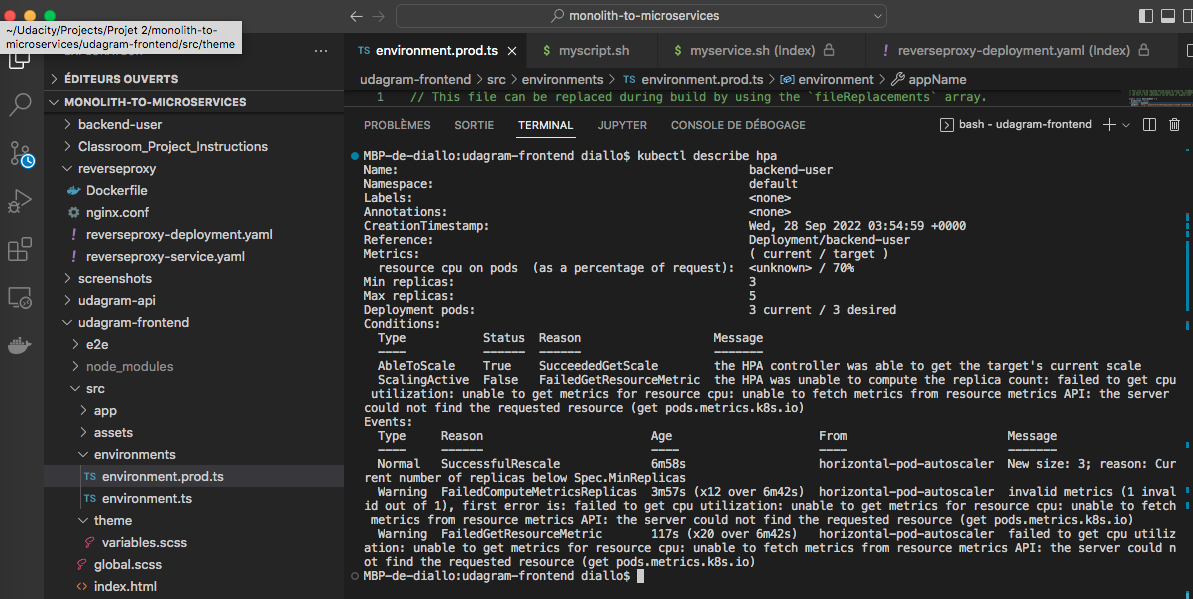 monolith-to-microservices
~/Udacity/Projects/Projet 2/monolith-to-
microservices/udagram-frontend/src/theme
TS environment.prod.ts
$ myscript.sh
$ myservice.sh (Index)
! reverseproxy-deployment.yaml (Index)
udagram-frontend > src > environments > TS environment.prod.ts > environment > appName
1 // This file can be replaced during build by using the `fileReplacements` array.
ÉDITEURS OUVERTS
MONOLITH-TO-MICROSERVICES
backend-user
Classroom_Project_Instructions
reverseproxy
Dockerfile
nginx.conf
! reverseproxy-deployment.yaml
! reverseproxy-service.yaml
screenshots
udagram-api
udagram-frontend
e2e
node_modules
src
app
assets
environments
TS environment.prod.ts
TS environment.ts
theme
variables.scss
global.scss
<> index.html
PROBLÈMES SORTIE TERMINAL JUPYTER CONSOLE DE DÉBOGAGE
bash - udagram-frontend
MBP-de-diallo:udagram-frontend diallo$ kubectl describe hpa
Name: backend-user
Namespace: default
Labels: <none>
Annotations: <none>
CreationTimestamp: Wed, 28 Sep 2022 03:54:59 +0000
Reference: Deployment/backend-user
Metrics: ( current / target )
resource cpu on pods (as a percentage of request): <unknown> / 70%
Min replicas: 3
Max replicas: 5
Deployment pods: 3 current / 3 desired
Conditions:
Type Status Reason Message
---- ------ ------ -------
AbleToScale True SucceededGetScale the HPA controller was able to get the target's current scale
ScalingActive False FailedGetResourceMetric the HPA was unable to compute the replica count: failed to get cpu
utilization: unable to get metrics for resource cpu: unable to fetch metrics from resource metrics API: the server
could not find the requested resource (get pods.metrics.k8s.io)
Events:
Type Reason Age From Message
---- ------ ---- ---- -------
Normal SuccessfulRescale 6m58s horizontal-pod-autoscaler New size: 3; reason: Cur
rent number of replicas below Spec.MinReplicas
Warning FailedComputeMetricsReplicas 3m57s (x12 over 6m42s) horizontal-pod-autoscaler invalid metrics (1 inval
id out of 1), first error is: failed to get cpu utilization: unable to get metrics for resource cpu: unable to fetch
metrics from resource metrics API: the server could not find the requested resource (get pods.metrics.k8s.io)
Warning FailedGetResourceMetric 117s (x20 over 6m42s) horizontal-pod-autoscaler failed to get cpu utiliz
ation: unable to get metrics for resource cpu: unable to fetch metrics from resource metrics API: the server could n
ot find the requested resource (get pods.metrics.k8s.io)
MBP-de-diallo:udagram-frontend diallo$